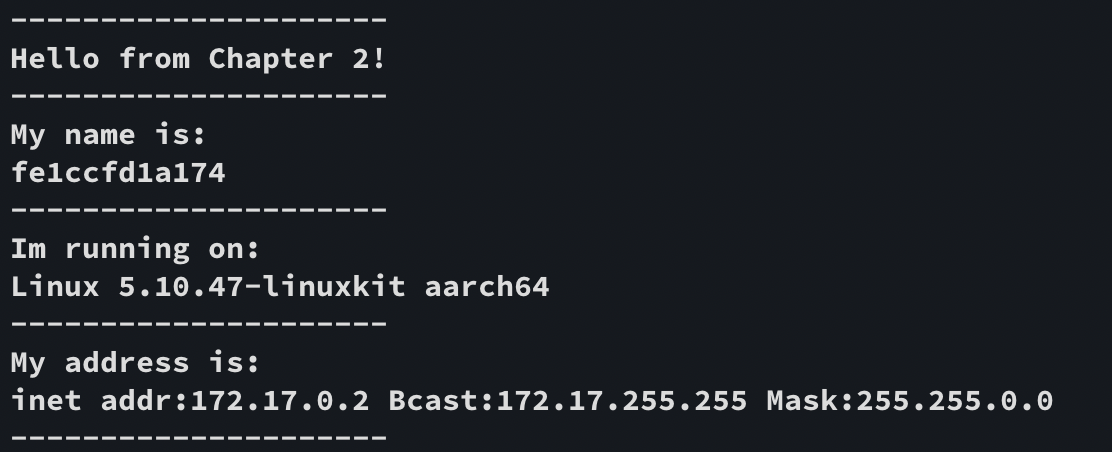 ---------------------
Hello from Chapter 2!
---------------------
My name is:
fe1ccfd1a174
---------------------
Im running on:
Linux 5.10.47-linuxkit aarch64
---------------------
My address is:
inet addr:172.17.0.2 Bcast:172.17.255.255 Mask:255.255.0.0
---------------------